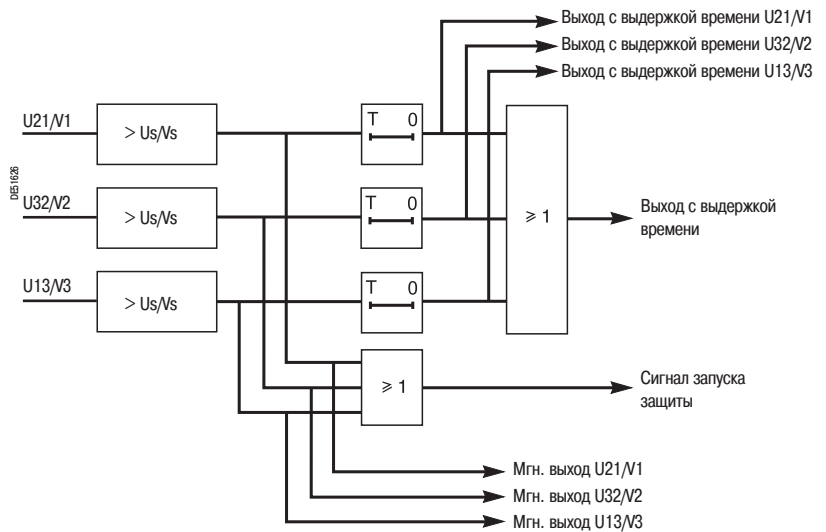 Выход с выдержкой времени U21/V1
Выход с выдержкой времени U32/V2
Выход с выдержкой времени U13/V3
U21/V1
> Us/Vs
T 0
DE51626
U32/V2
> Us/Vs
T 0
≥ 1
Выход с выдержкой
времени
U13/V3
> Us/Vs
T 0
≥ 1
Сигнал запуска
защиты
Мгн. выход U21/V1
Мгн. выход U32/V2
Мгн. выход U13/V3